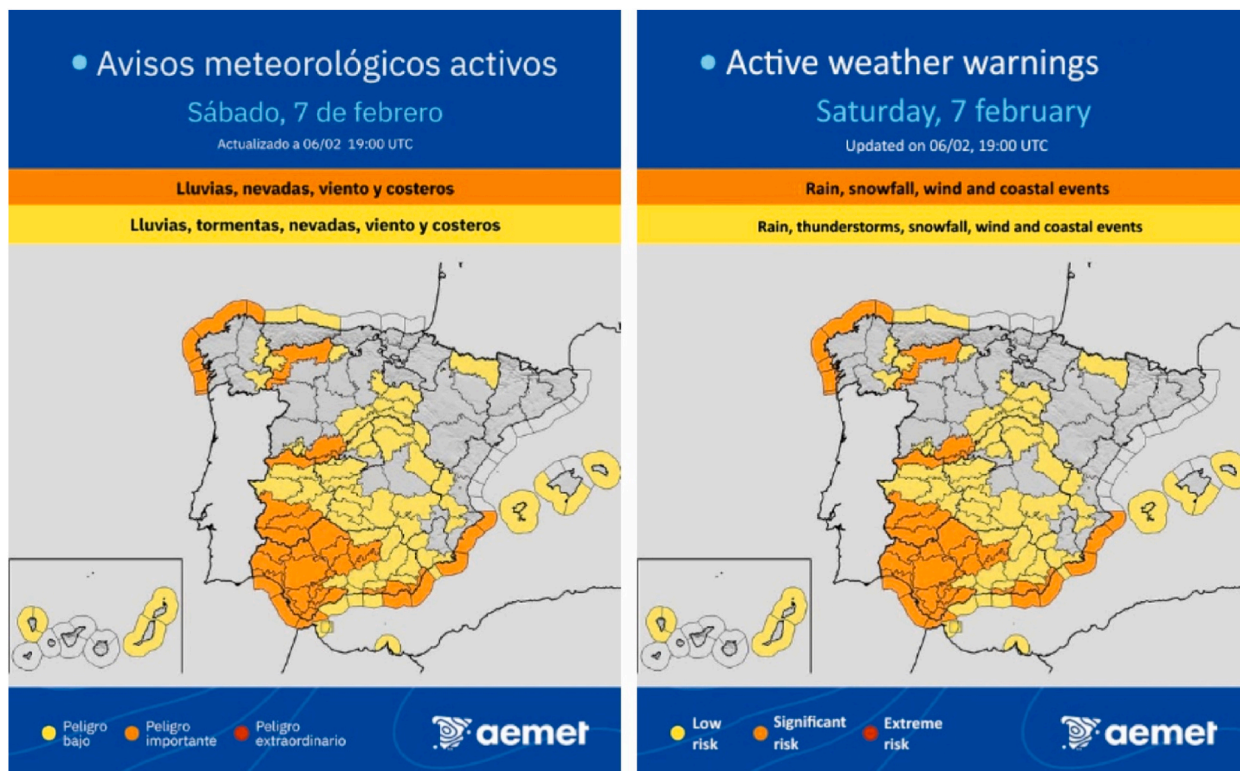 Avisos meteorológicos activos
Sábado, 7 de febrero
Actualizado a 06/02 19:00 UTC
Lluvias, nevadas, viento y costeros
Lluvias, tormentas, nevadas, viento y costeros
Peligro bajo
Peligro importante
Peligro extraordinario
aemet
Active weather warnings
Saturday, 7 february
Updated on 06/02, 19:00 UTC
Rain, snowfall, wind and coastal events
Rain, thunderstorms, snowfall, wind and coastal events
Low risk
Significant risk
Extreme risk
aemet